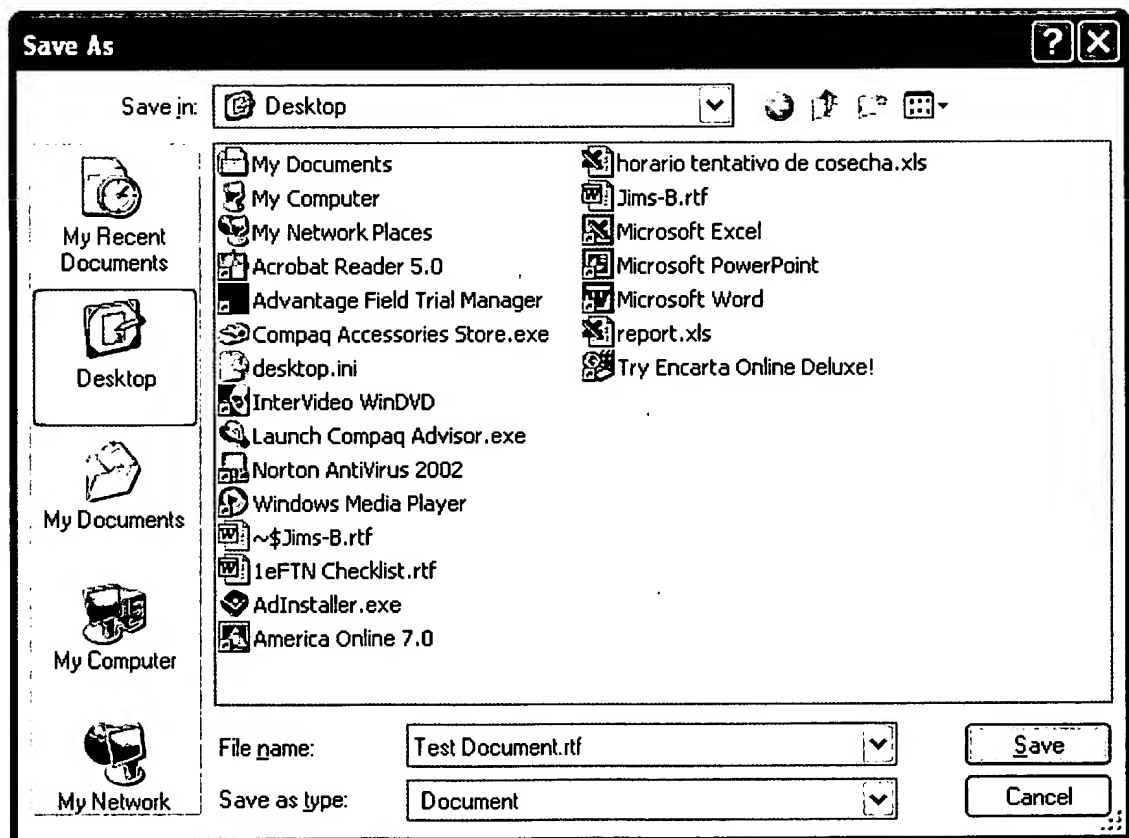 Save As
Save in: Desktop
My Recent Documents
Desktop
My Documents
My Computer
My Network
My Documents
My Computer
My Network Places
Acrobat Reader 5.0
Advantage Field Trial Manager
Compaq Accessories Store.exe
desktop.ini
InterVideo WinDVD
Launch Compaq Advisor.exe
Norton AntiVirus 2002
Windows Media Player
~$Jims-B.rtf
1eFTN Checklist.rtf
AdInstaller.exe
America Online 7.0
horario tentativo de cosecha.xls
Jims-B.rtf
Microsoft Excel
Microsoft PowerPoint
Microsoft Word
report.xls
Try Encarta Online Deluxe!
File name: Test Document.rtf
Save
Save as type: Document
Cancel